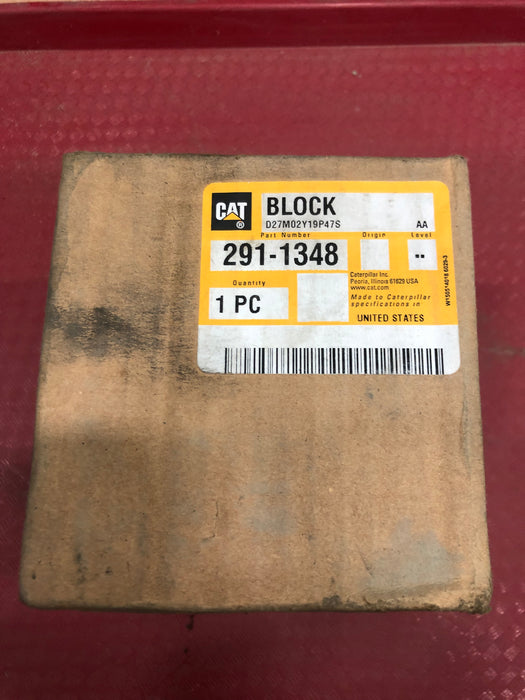 CAT
BLOCK
D27M02Y19P47S AA
Part Number Origin Level
291-1348 --
Quantity
1 PC
Caterpillar Inc.
Peoria, Illinois 61629 USA
www.cat.com
Made to Caterpillar
specifications in
UNITED STATES